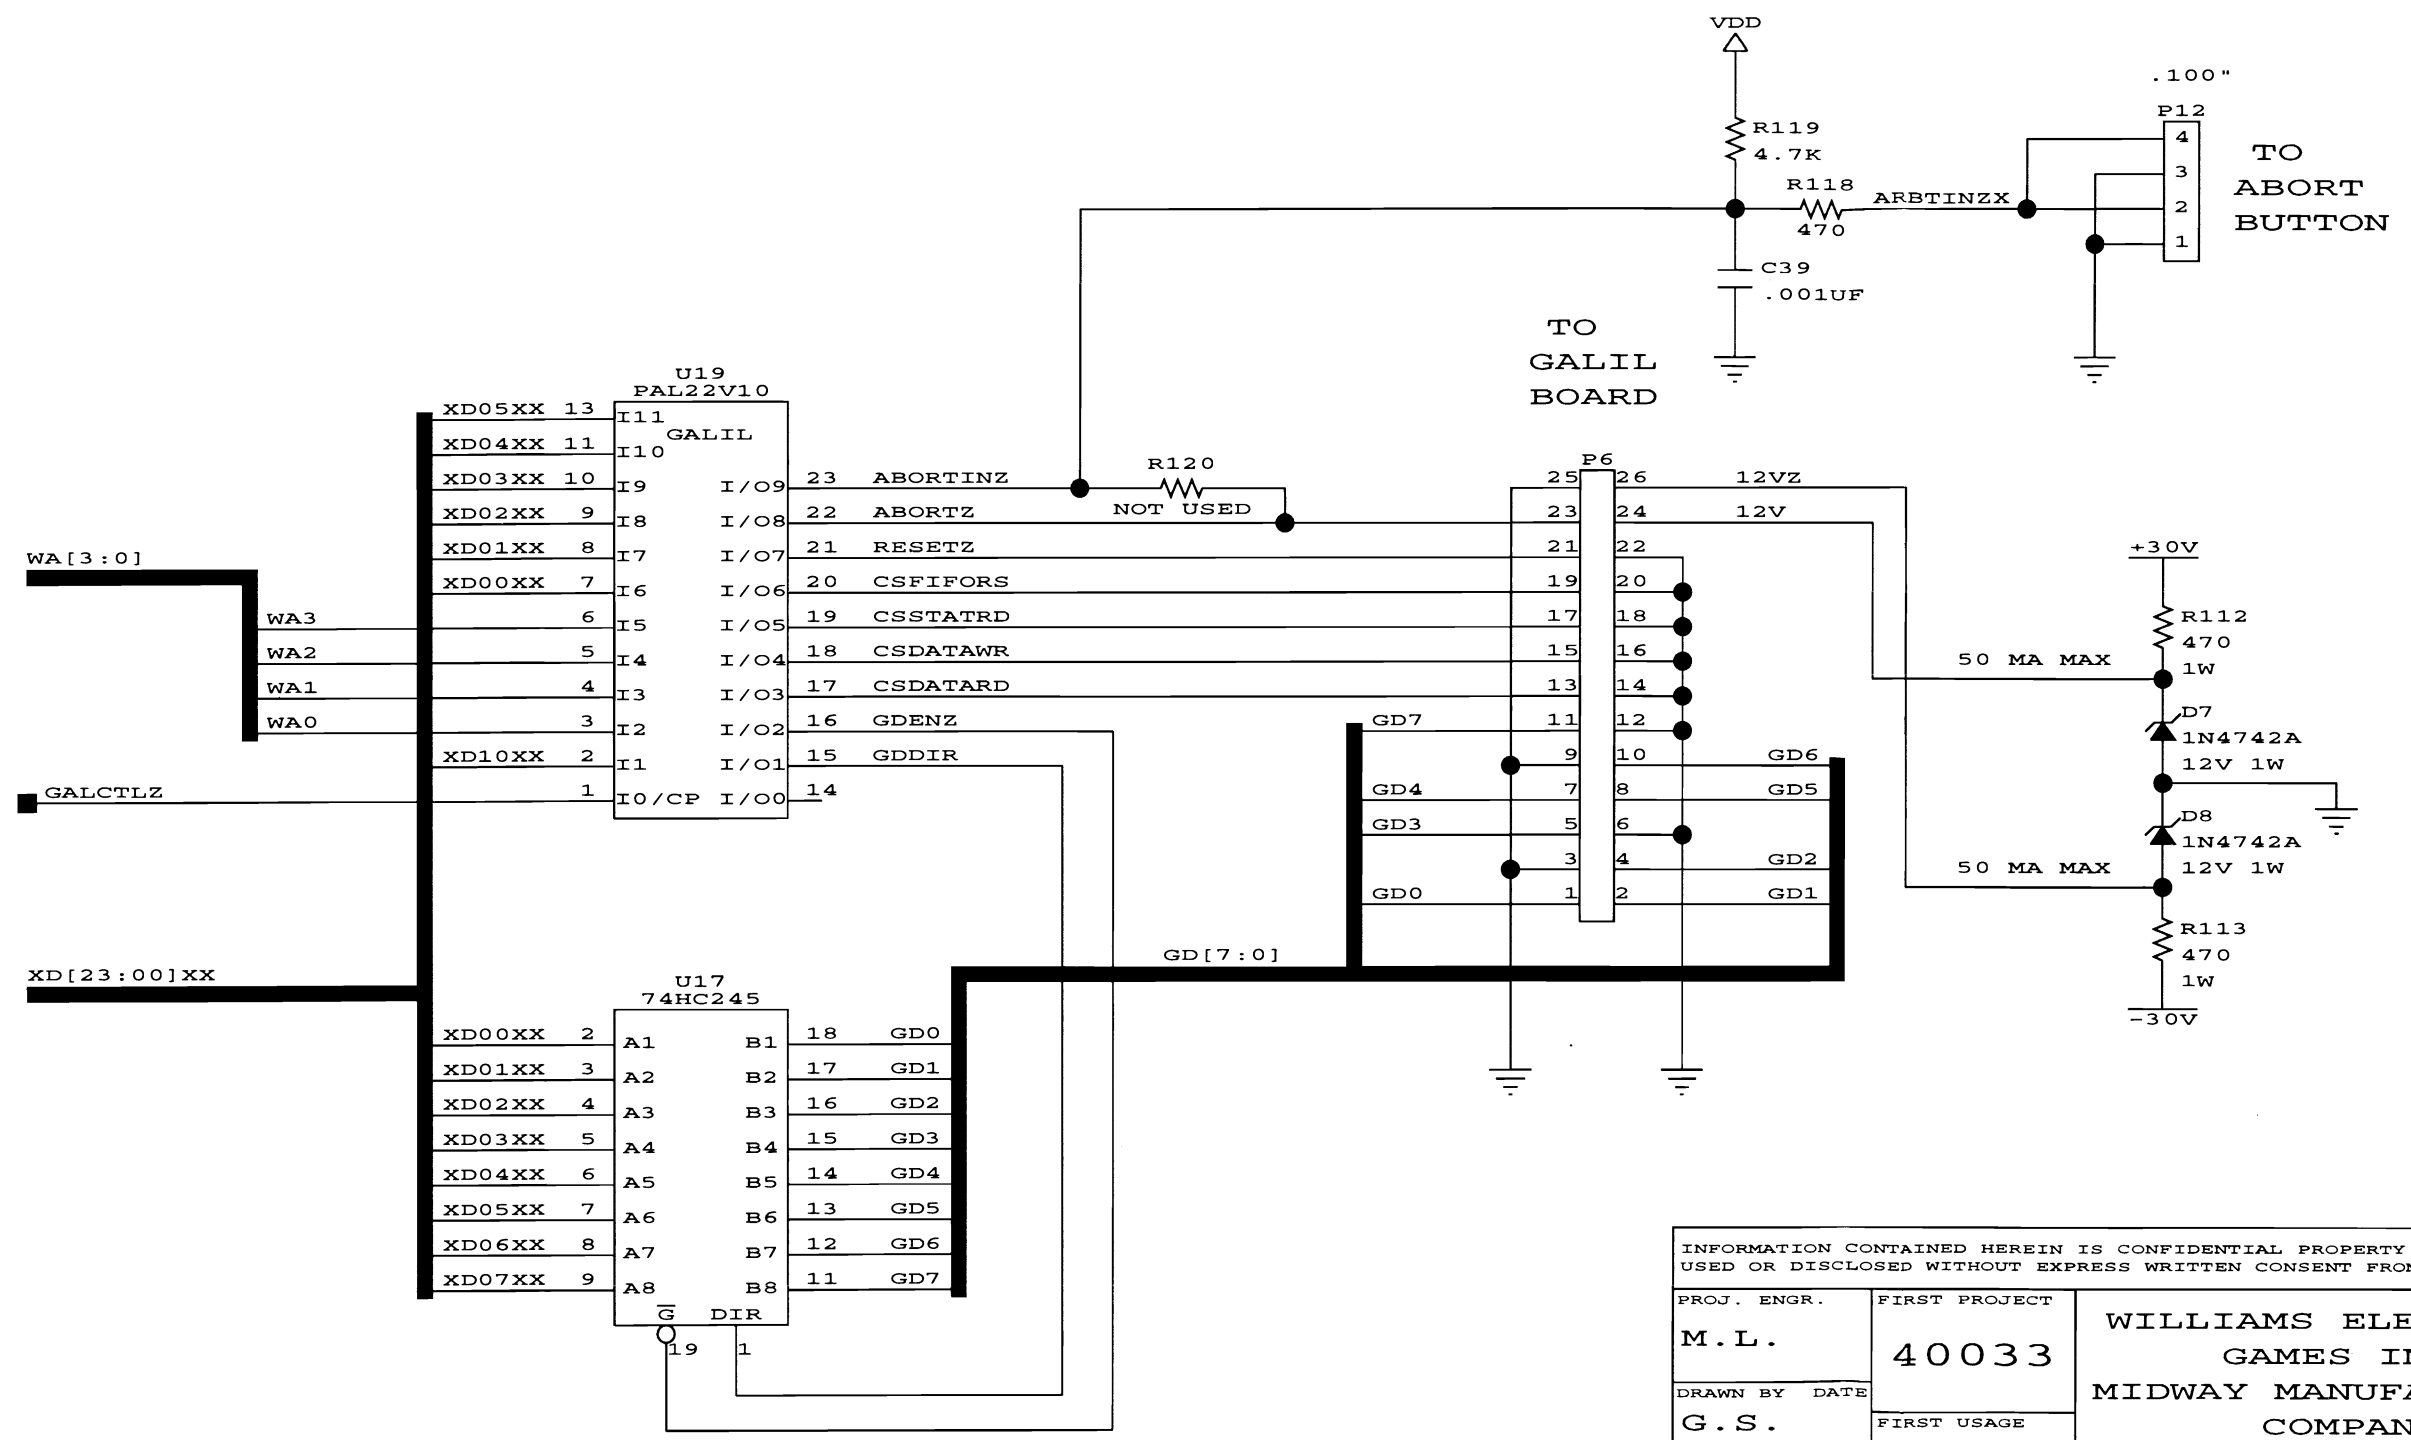 VDD
.100"
P12
R119
4.7K
4
3
2
1
TO
ABORT
BUTTON
R118
470
ARBTINZX
C39
.001UF
TO
GALIL
BOARD
U19
PAL22V10
GALIL
XD05XX 13 I11
XD04XX 11 I10
XD03XX 10 I9
XD02XX 9 I8
XD01XX 8 I7
XD00XX 7 I6
WA[3:0]
WA3 6 I5
WA2 5 I4
WA1 4 I3
WA0 3 I2
XD10XX 2 I1
GALCTLZ 1 I0/CP
I/O9 23 ABORTINZ
I/O8 22 ABORTZ
I/O7 21 RESETZ
I/O6 20 CSFIFORS
I/O5 19 CSSTATRD
I/O4 18 CSDATAWR
I/O3 17 CSDATARD
I/O2 16 GDENZ
I/O1 15 GDDIR
I/O0 14
R120
NOT USED
P6
25 26 12VZ
23 24 12V
21 22
19 20
17 18
15 16
13 14
GD7 11 12
9 10 GD6
GD4 7 8 GD5
GD3 5 6
3 4 GD2
GD0 1 2 GD1
+30V
R112
470
1W
50 MA MAX
D7
1N4742A
12V 1W
D8
1N4742A
12V 1W
50 MA MAX
R113
470
1W
-30V
GD[7:0]
XD[23:00]XX
U17
74HC245
XD00XX 2 A1 B1 18 GD0
XD01XX 3 A2 B2 17 GD1
XD02XX 4 A3 B3 16 GD2
XD03XX 5 A4 B4 15 GD3
XD04XX 6 A5 B5 14 GD4
XD05XX 7 A6 B6 13 GD5
XD06XX 8 A7 B7 12 GD6
XD07XX 9 A8 B8 11 GD7
G DIR
19 1
INFORMATION CONTAINED HEREIN IS CONFIDENTIAL PROPERTY
USED OR DISCLOSED WITHOUT EXPRESS WRITTEN CONSENT FROM
PROJ. ENGR.
M.L.
FIRST PROJECT
40033
DRAWN BY DATE
G.S.
FIRST USAGE
WILLIAMS ELE
GAMES IN
MIDWAY MANUFA
COMPAN